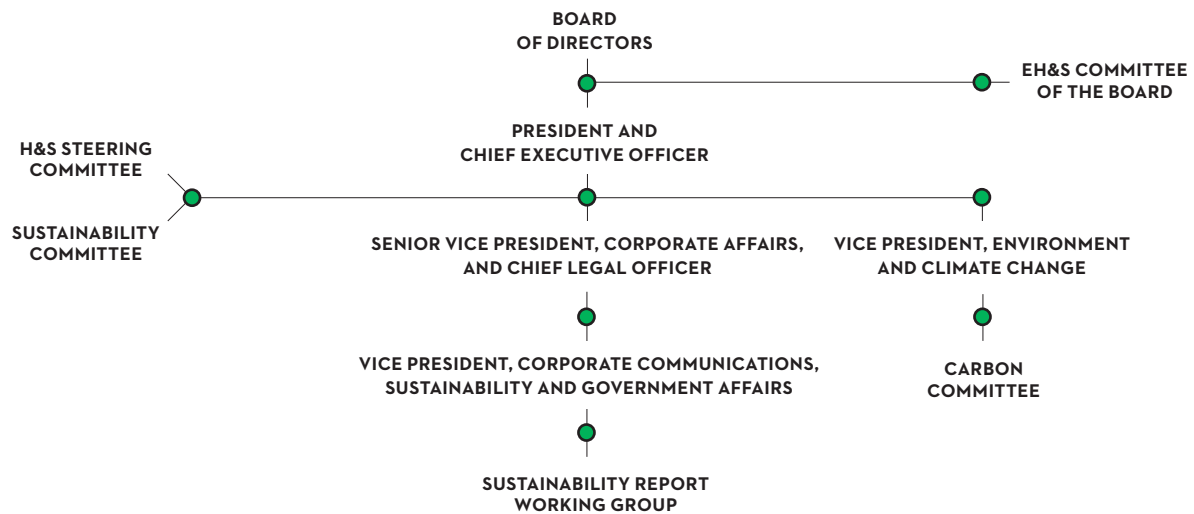 BOARD
OF DIRECTORS
EH&S COMMITTEE
OF THE BOARD
PRESIDENT AND
CHIEF EXECUTIVE OFFICER
H&S STEERING
COMMITTEE
SUSTAINABILITY
COMMITTEE
SENIOR VICE PRESIDENT, CORPORATE AFFAIRS,
AND CHIEF LEGAL OFFICER
VICE PRESIDENT, ENVIRONMENT
AND CLIMATE CHANGE
VICE PRESIDENT, CORPORATE COMMUNICATIONS,
SUSTAINABILITY AND GOVERNMENT AFFAIRS
CARBON
COMMITTEE
SUSTAINABILITY REPORT
WORKING GROUP